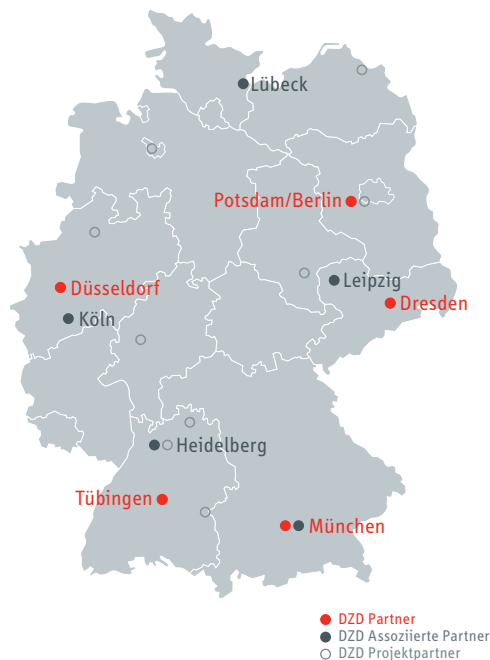 Lübeck
Potsdam/Berlin
Leipzig
Düsseldorf
Dresden
Köln
Heidelberg
Tübingen
München
DZD Partner
DZD Assoziierte Partner
DZD Projektpartner